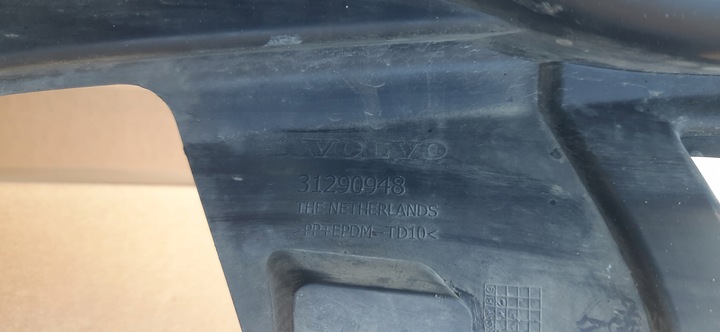 VOLVO
31290948
THE NETHERLANDS
>PP+EPDM-TD10<